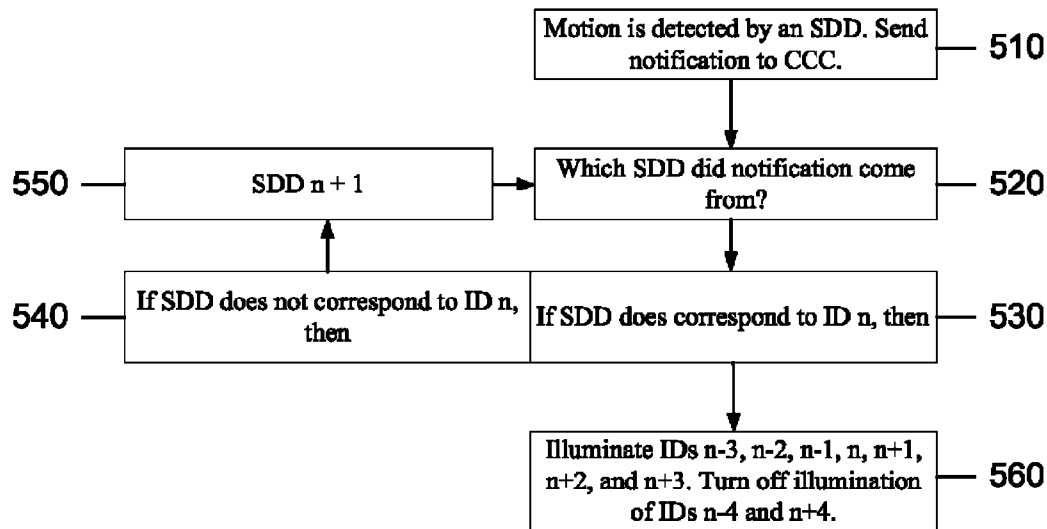 Motion is detected by an SDD. Send
notification to CCC.
510
550
SDD n + 1
Which SDD did notification come
from?
520
540
If SDD does not correspond to ID n,
then
If SDD does correspond to ID n, then
530
Illuminate IDs n-3, n-2, n-1, n, n+1,
n+2, and n+3. Turn off illumination
of IDs n-4 and n+4.
560